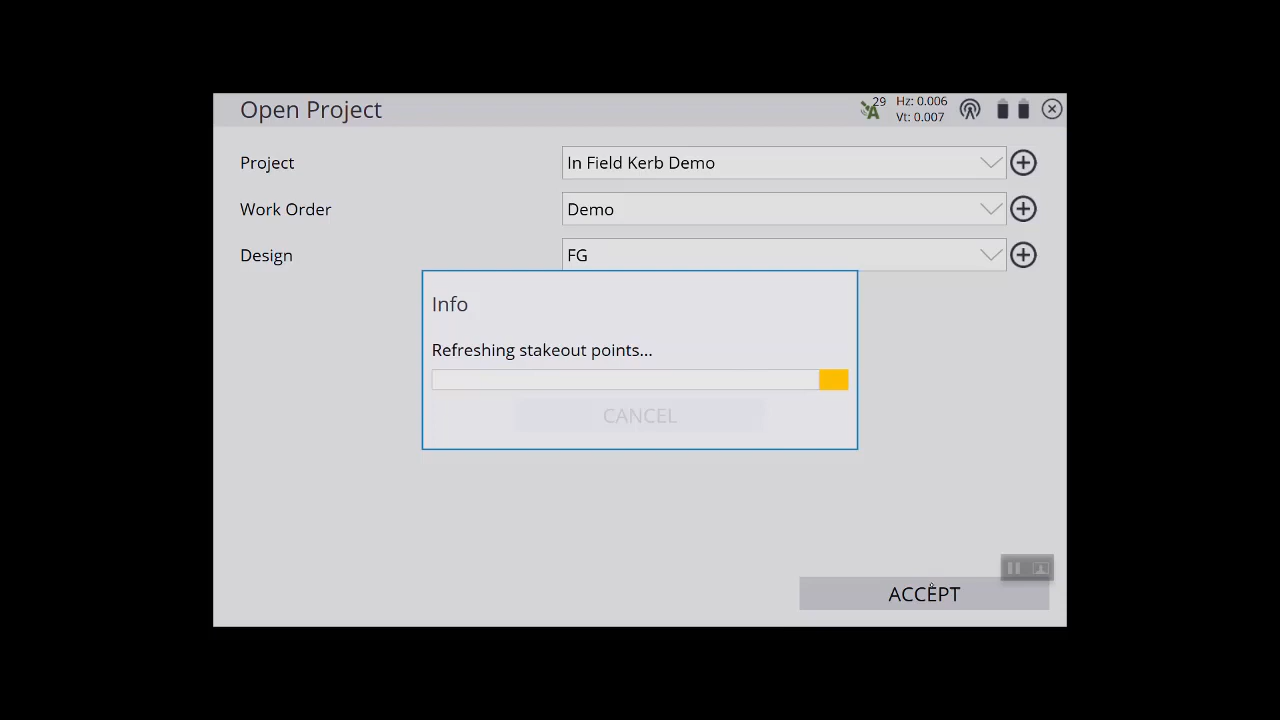 Open Project
29
Hz: 0.006
Vt: 0.007
A
Project
In Field Kerb Demo
Work Order
Demo
Design
FG
Info
Refreshing stakeout points...
CANCEL
ACCEPT